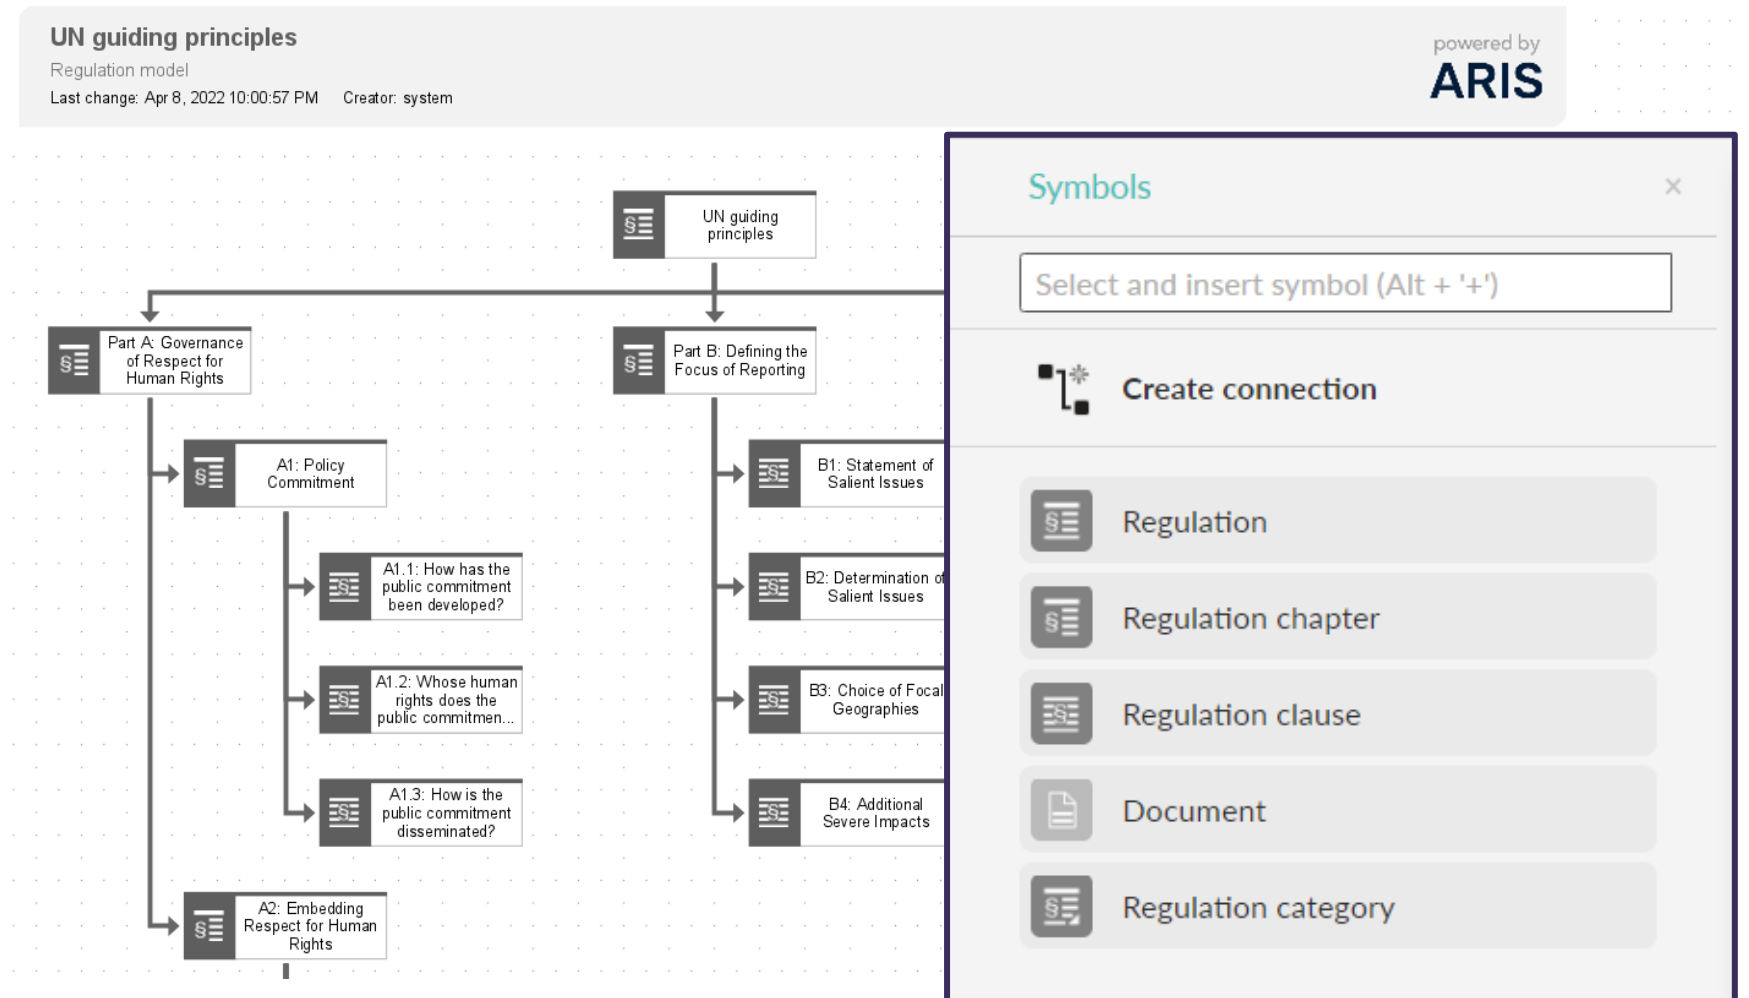 UN guiding principles
Regulation model
Last change: Apr 8, 2022 10:00:57 PM Creator: system
powered by
ARIS
UN guiding
principles
Part A: Governance
of Respect for
Human Rights
Part B: Defining the
Focus of Reporting
A1: Policy
Commitment
B1: Statement of
Salient Issues
A1.1: How has the
public commitment
been developed?
B2: Determination of
Salient Issues
A1.2: Whose human
rights does the
public commitmen...
B3: Choice of Focal
Geographies
A1.3: How is the
public commitment
disseminated?
B4: Additional
Severe Impacts
A2: Embedding
Respect for Human
Rights
Symbols
×
Select and insert symbol (Alt + '+')
Create connection
§ Regulation
§ Regulation chapter
§ Regulation clause
Document
§ Regulation category